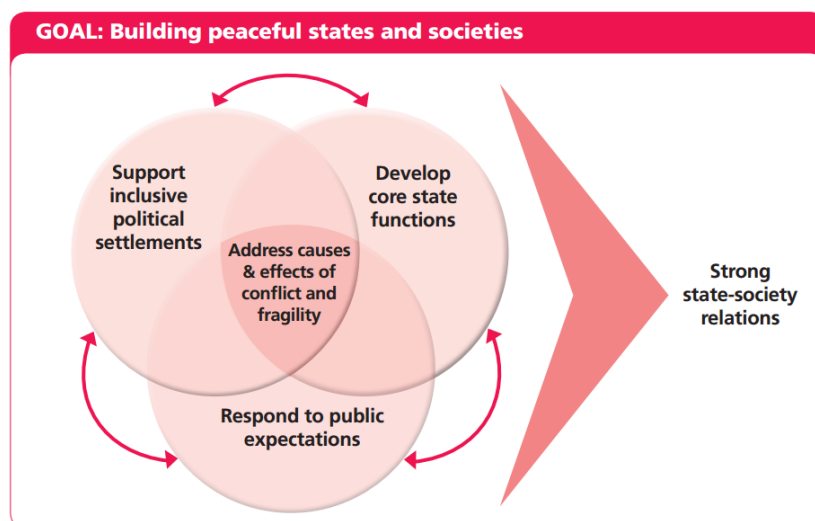 GOAL: Building peaceful states and societies
Support
inclusive
political
settlements
Develop
core state
functions
Address causes
& effects of
conflict and
fragility
Respond to public
expectations
Strong
state-society
relations